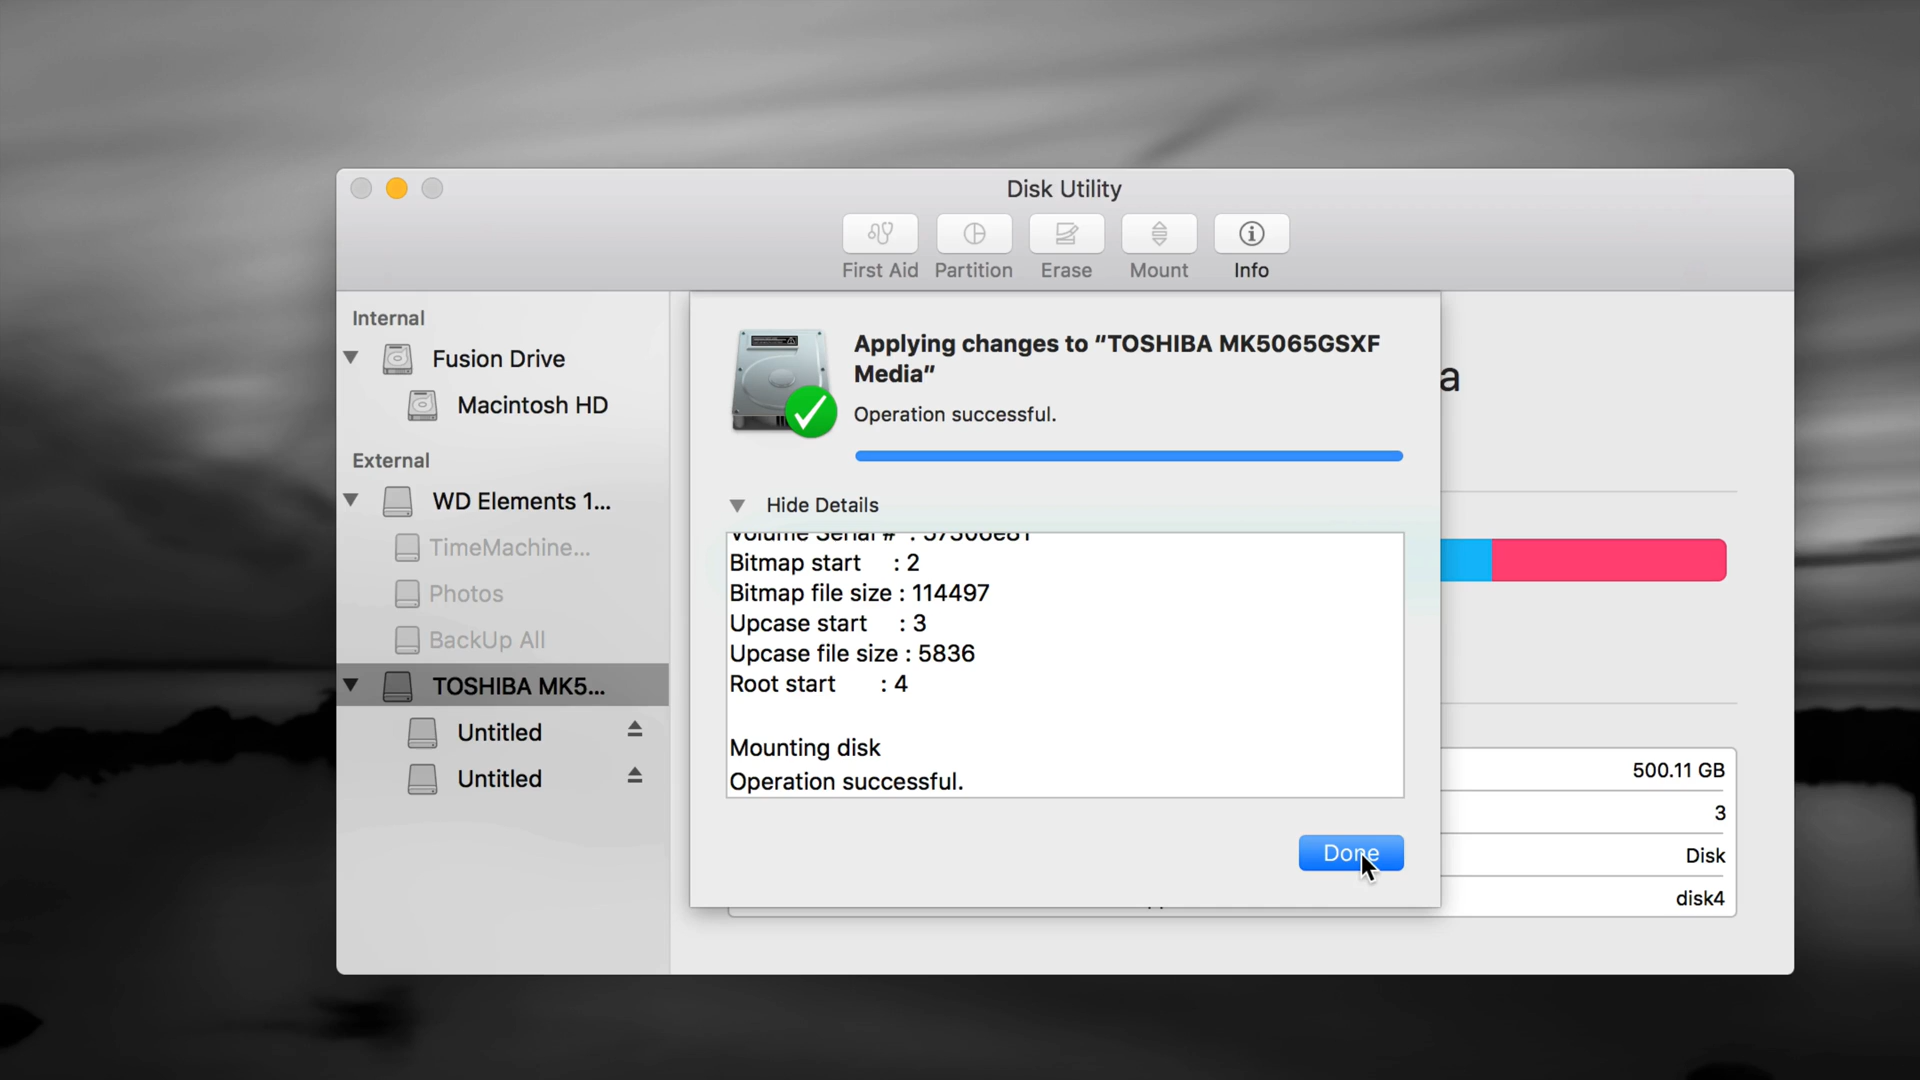 Disk Utility
First Aid
Partition
Erase
Mount
Info
Internal
Fusion Drive
Macintosh HD
External
WD Elements 1...
TimeMachine...
Photos
BackUp All
TOSHIBA MK5...
Untitled
Untitled
Applying changes to “TOSHIBA MK5065GSXF
Media”
Operation successful.
Hide Details
Bitmap start : 2
Bitmap file size : 114497
Upcase start : 3
Upcase file size : 5836
Root start : 4
Mounting disk
Operation successful.
Done
a
500.11 GB
3
Disk
disk4